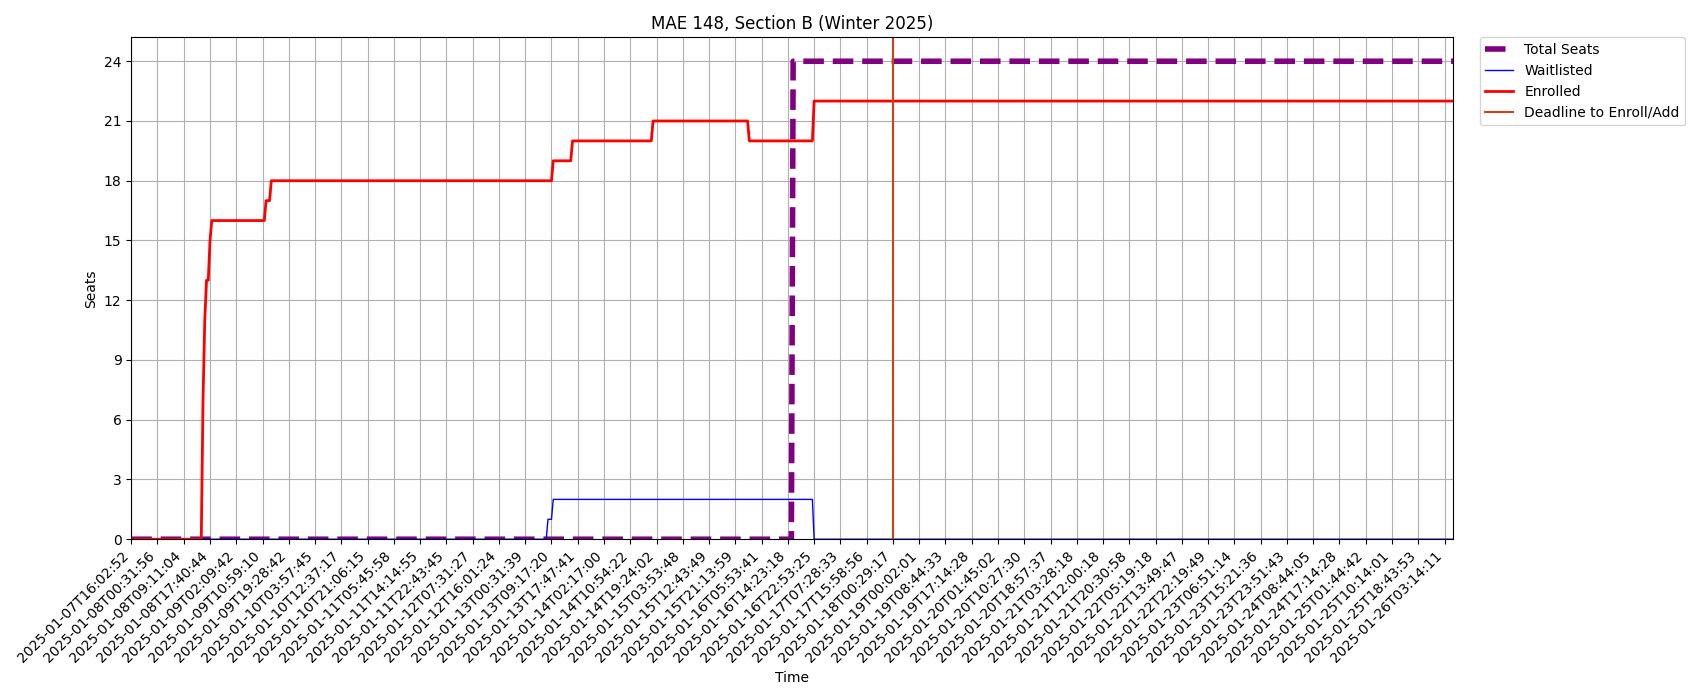 MAE 148, Section B (Winter 2025)
Total Seats
Waitlisted
Enrolled
Deadline to Enroll/Add
Seats
24
21
18
15
12
9
6
3
0
2025-01-07T16:02:52
2025-01-08T00:31:56
2025-01-08T09:11:04
2025-01-08T17:40:44
2025-01-09T02:09:42
2025-01-09T10:59:10
2025-01-09T19:28:42
2025-01-10T03:57:45
2025-01-10T12:37:17
2025-01-10T21:06:15
2025-01-11T05:45:58
2025-01-11T14:14:55
2025-01-11T22:43:45
2025-01-12T07:31:27
2025-01-12T16:01:24
2025-01-13T00:31:39
2025-01-13T09:17:20
2025-01-13T17:47:41
2025-01-14T02:17:00
2025-01-14T10:54:22
2025-01-14T19:24:02
2025-01-15T03:53:48
2025-01-15T12:43:49
2025-01-15T21:13:59
2025-01-16T05:53:41
2025-01-16T14:23:18
2025-01-16T22:53:25
2025-01-17T07:28:33
2025-01-17T15:58:56
2025-01-18T00:29:17
2025-01-19T00:02:01
2025-01-19T08:44:33
2025-01-19T17:14:28
2025-01-20T01:45:02
2025-01-20T10:27:30
2025-01-20T18:57:37
2025-01-21T03:28:18
2025-01-21T12:00:18
2025-01-21T20:30:58
2025-01-22T05:19:18
2025-01-22T13:49:47
2025-01-22T22:19:49
2025-01-23T06:51:14
2025-01-23T15:21:36
2025-01-23T23:51:43
2025-01-24T08:44:05
2025-01-24T17:14:28
2025-01-25T01:44:42
2025-01-25T10:14:01
2025-01-25T18:43:53
2025-01-26T03:14:11
Time